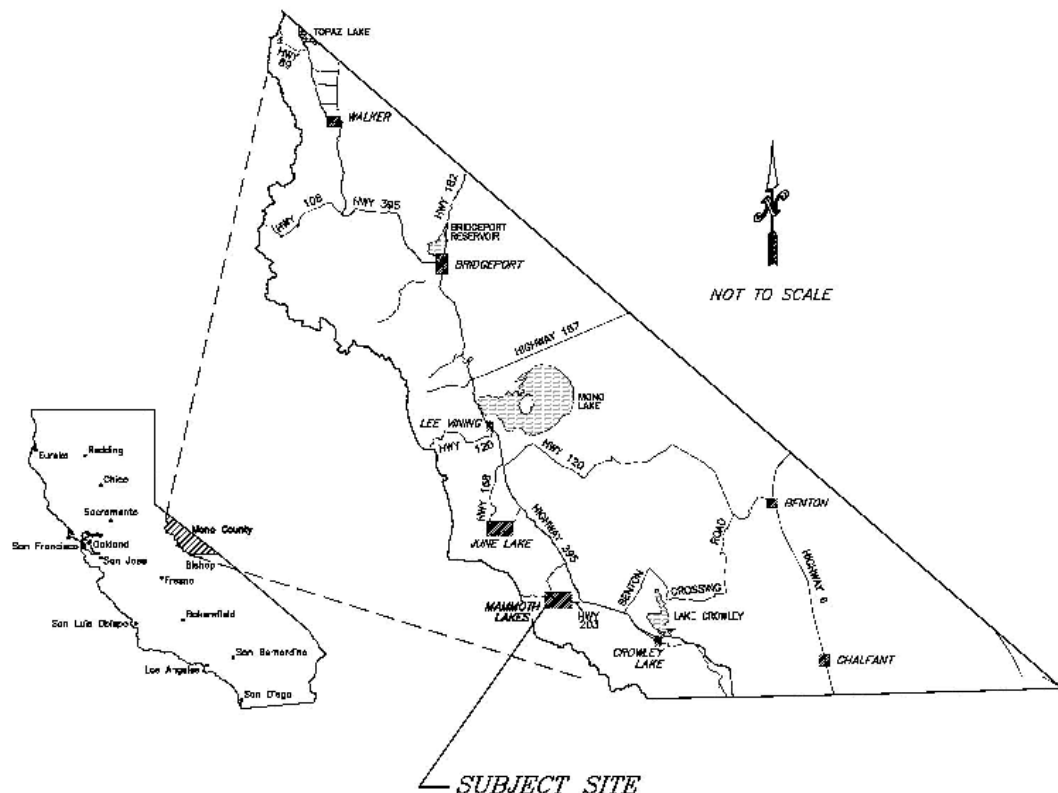 TOPAZ LAKE
HWY
89
WALKER
HWY 108
HWY 395
HWY 182
BRIDGEPORT
RESERVOIR
BRIDGEPORT
N
NOT TO SCALE
HIGHWAY 167
MONO
LAKE
LEE VINING
HWY
120
HWY 120
HWY 158
BENTON
JUNE LAKE
HIGHWAY 395
ROAD
BENTON
CROSSING
HIGHWAY 6
MAMMOTH
LAKES
HWY
203
LAKE CROWLEY
CROWLEY
LAKE
CHALFANT
Eureka
Redding
Chico
Sacramento
Mono County
San Francisco
Oakland
San Jose
Bishop
Fresno
Bakersfield
San Luis Obispo
Los Angeles
San Bernardino
San Diego
SUBJECT SITE